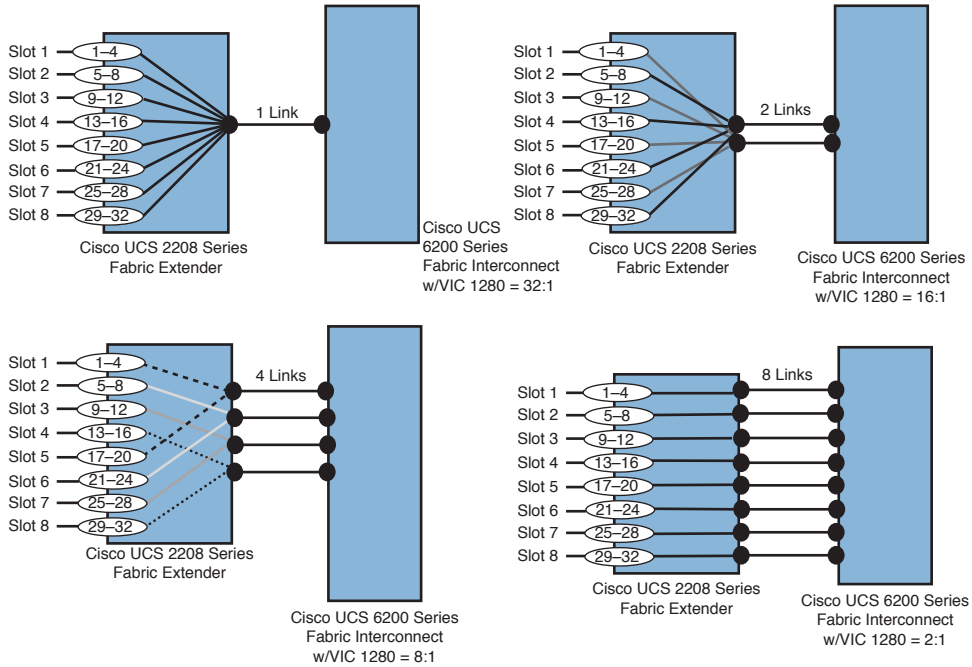 Slot 1 1–4
Slot 2 5–8
Slot 3 9–12
Slot 4 13–16
Slot 5 17–20
Slot 6 21–24
Slot 7 25–28
Slot 8 29–32
1 Link
Cisco UCS 2208 Series
Fabric Extender
Cisco UCS
6200 Series
Fabric Interconnect
w/VIC 1280 = 32:1
Slot 1 1–4
Slot 2 5–8
Slot 3 9–12
Slot 4 13–16
Slot 5 17–20
Slot 6 21–24
Slot 7 25–28
Slot 8 29–32
2 Links
Cisco UCS 2208 Series
Fabric Extender
Cisco UCS 6200 Series
Fabric Interconnect
w/VIC 1280 = 16:1
Slot 1 1–4
Slot 2 5–8
Slot 3 9–12
Slot 4 13–16
Slot 5 17–20
Slot 6 21–24
Slot 7 25–28
Slot 8 29–32
4 Links
Cisco UCS 2208 Series
Fabric Extender
Cisco UCS 6200 Series
Fabric Interconnect
w/VIC 1280 = 8:1
Slot 1 1–4
Slot 2 5–8
Slot 3 9–12
Slot 4 13–16
Slot 5 17–20
Slot 6 21–24
Slot 7 25–28
Slot 8 29–32
8 Links
Cisco UCS 2208 Series
Fabric Extender
Cisco UCS 6200 Series
Fabric Interconnect
w/VIC 1280 = 2:1